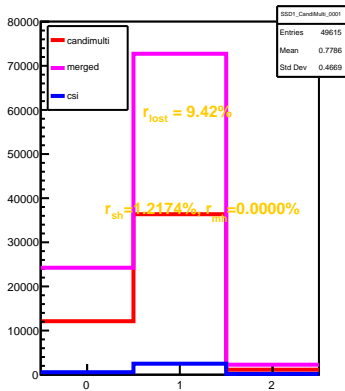 SSD1_CandiMulti_0001
Entries 49615
Mean 0.7786
Std Dev 0.4669
candimulti
merged
csi
80000
70000
60000
50000
40000
30000
20000
10000
0
r_lost = 9.42%
r_sh=1.2174%, =0.0000%
0 1 2